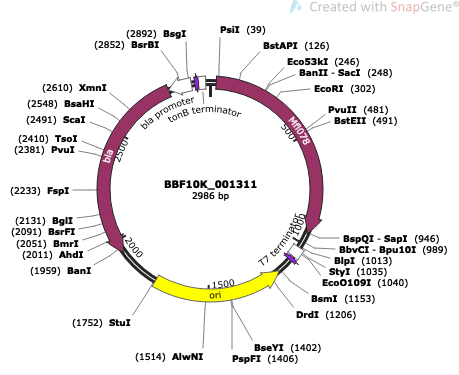 Created with SnapGene®
(2892) BsgI
(2852) BsrBI
PsiI (39)
BstAPI (126)
Eco53kI (246)
BanII - SacI (248)
EcoRI (302)
PvuII (481)
BstEII (491)
(2610) XmnI
(2548) BsaHI
(2491) ScaI
(2410) TsoI
(2381) PvuI
(2233) FspI
(2131) BglI
(2091) BsrFI
(2051) BmrI
(2011) AhdI
(1959) BanI
(1752) StuI
(1514) AlwNI
bla promoter
tonB terminator
Mfl078
500
bla
2500
BBF10K_001311
2986 bp
T7 terminator
1000
2000
1500
ori
BspQI - SapI (946)
BbvCI - Bpu10I (989)
BlpI (1013)
StyI (1035)
EcoO109I (1040)
BsmI (1153)
DrdI (1206)
BseYI (1402)
PspFI (1406)